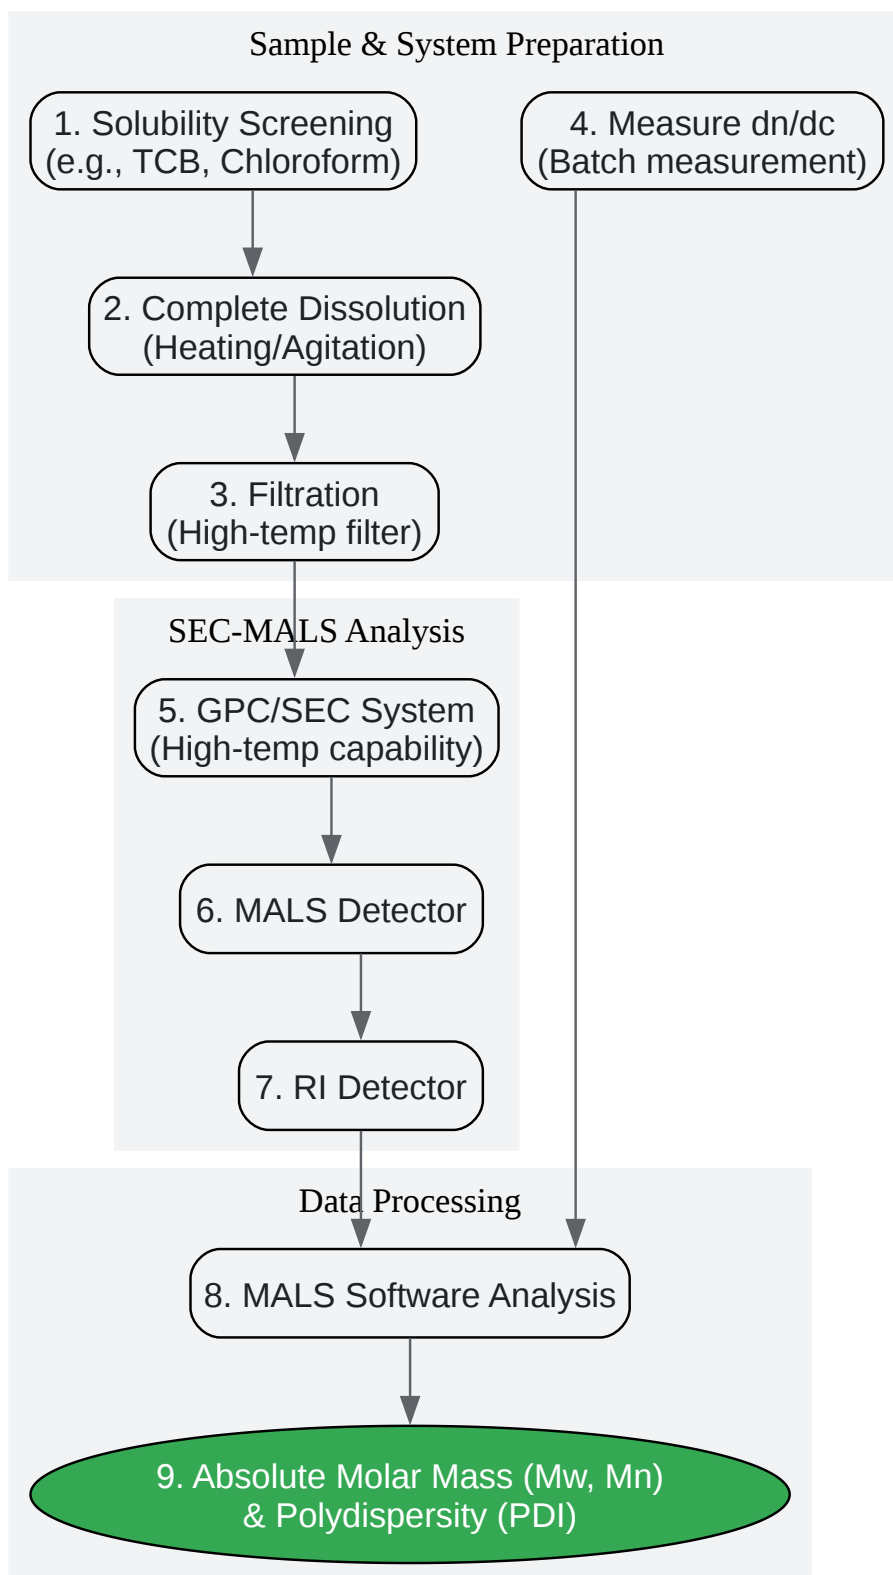 Sample & System Preparation
1. Solubility Screening
(e.g., TCB, Chloroform)
4. Measure dn/dc
(Batch measurement)
2. Complete Dissolution
(Heating/Agitation)
3. Filtration
(High-temp filter)
SEC-MALS Analysis
5. GPC/SEC System
(High-temp capability)
6. MALS Detector
7. RI Detector
Data Processing
8. MALS Software Analysis
9. Absolute Molar Mass (Mw, Mn)
& Polydispersity (PDI)